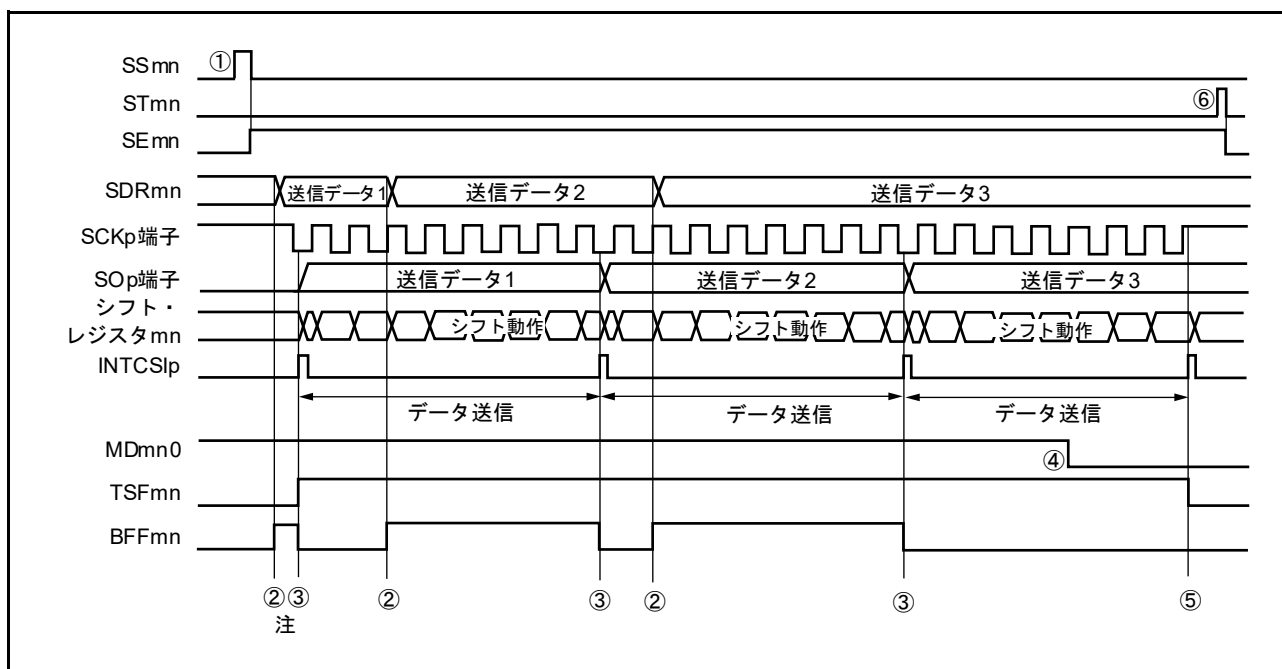 ① SSmn
⑥ STmn
SEmn
SDRmn 送信データ1 送信データ2 送信データ3
SCKp端子
SOp端子 送信データ1 送信データ2 送信データ3
シフト・
レジスタmn シフト動作 シフト動作 シフト動作
INTCSIp
データ送信 データ送信 データ送信
MDmn0 ④
TSFmn
BFFmn
② ③ ② ③ ② ③ ⑤
注